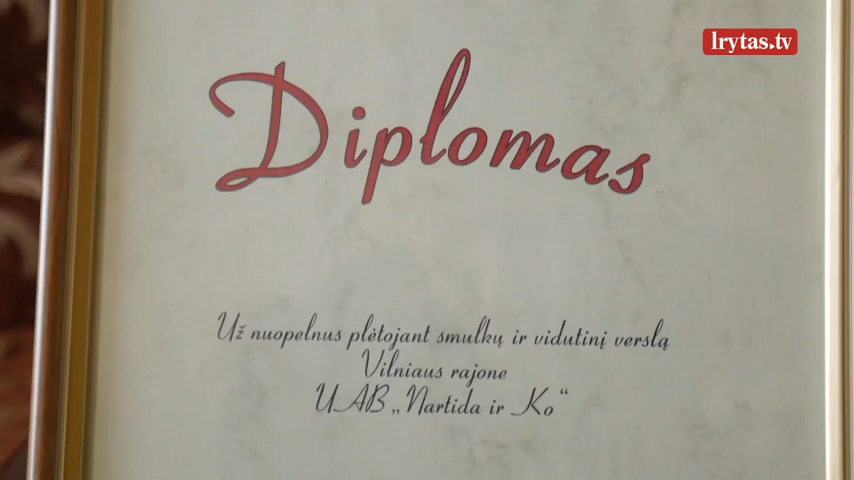 lrytas.tv
Diplomas
Už nuopelnus plėtojant smulkų ir vidutinį verslą
Vilniaus rajone
UAB „Nartida ir Ko“